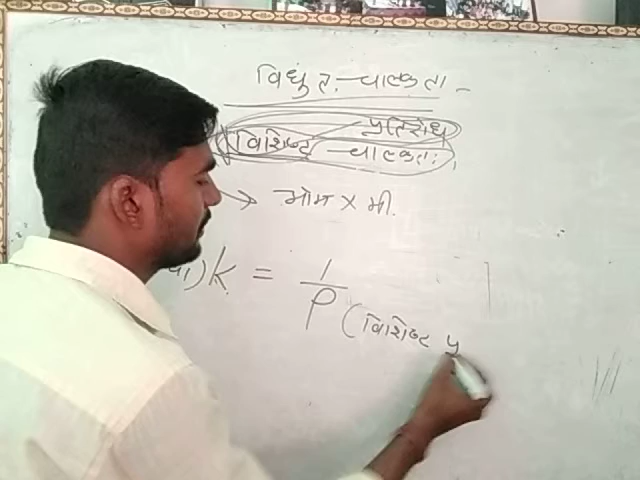 विधुत-चालकता-
प्रतिरोध
विशिष्ट चालकता:
→ ओम X मी.
K = 1
ρ (विशिष्ट प्र